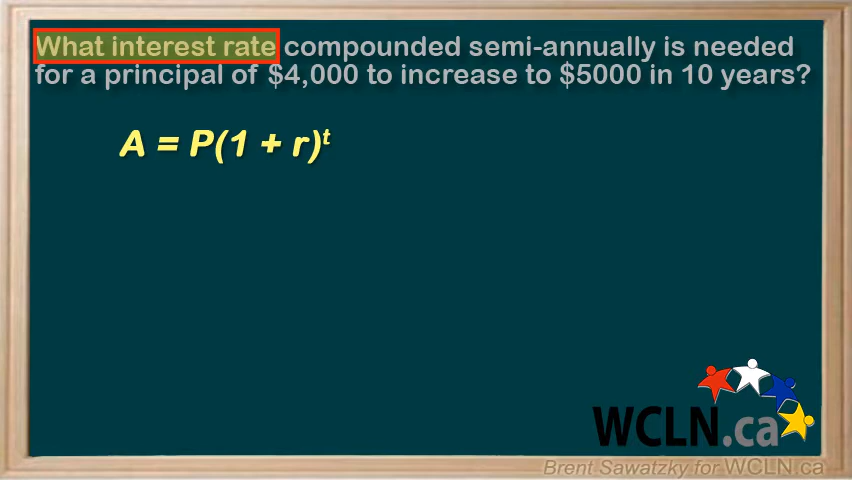 What interest rate compounded semi-annually is needed
for a principal of $4,000 to increase to $5000 in 10 years?
A = P(1 + r)ᵗ
WCLN.ca
Brent Sawatzky for WCLN.ca